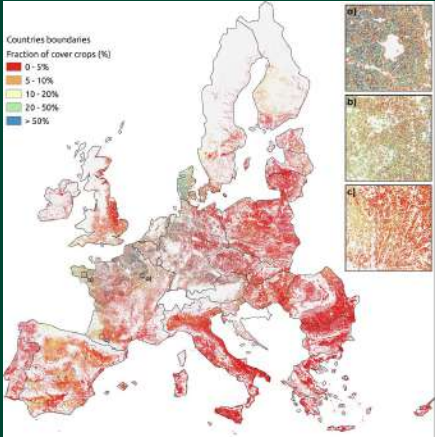 Countries boundaries
Fraction of cover crops (%)
0 - 5%
5 - 10%
10 - 20%
20 - 50%
> 50%
a)
b)
c)